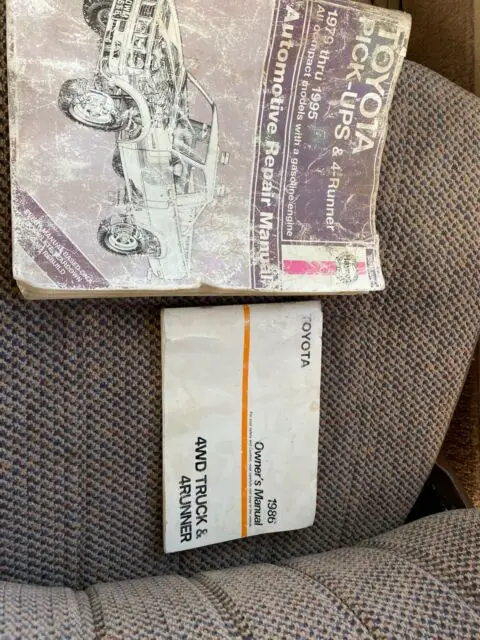 TOYOTA
PICK-UPS & 4-Runner
1979 thru 1995
All compact models with a gasoline engine
Automotive Repair Manual
TOYOTA
1986
Owner's Manual
4WD TRUCK &
4RUNNER